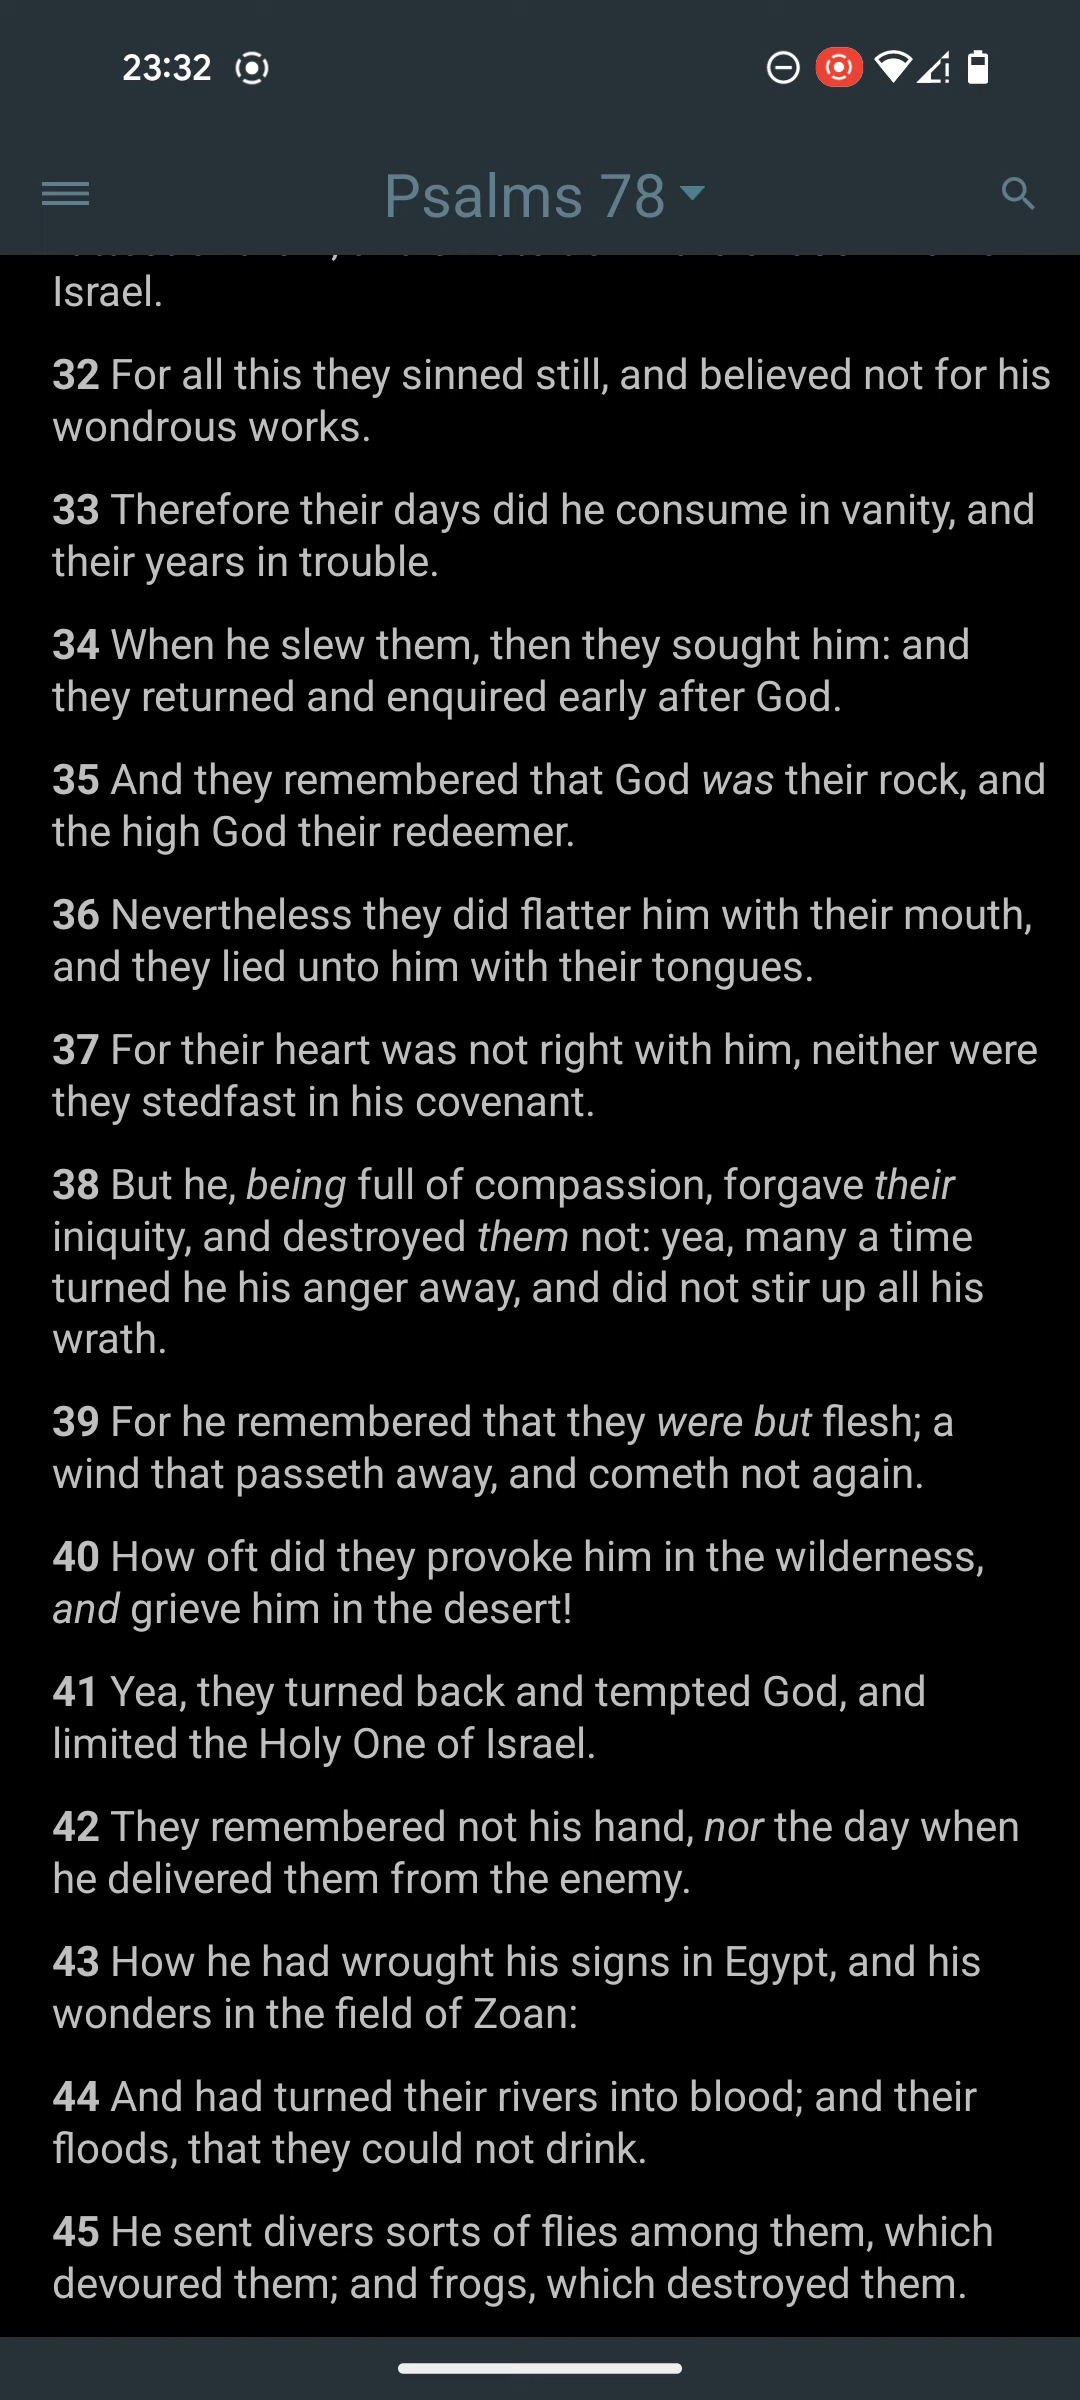 23:32
Psalms 78
Israel.
32 For all this they sinned still, and believed not for his
wondrous works.
33 Therefore their days did he consume in vanity, and
their years in trouble.
34 When he slew them, then they sought him: and
they returned and enquired early after God.
35 And they remembered that God was their rock, and
the high God their redeemer.
36 Nevertheless they did flatter him with their mouth,
and they lied unto him with their tongues.
37 For their heart was not right with him, neither were
they stedfast in his covenant.
38 But he, being full of compassion, forgave their
iniquity, and destroyed them not: yea, many a time
turned he his anger away, and did not stir up all his
wrath.
39 For he remembered that they were but flesh; a
wind that passeth away, and cometh not again.
40 How oft did they provoke him in the wilderness,
and grieve him in the desert!
41 Yea, they turned back and tempted God, and
limited the Holy One of Israel.
42 They remembered not his hand, nor the day when
he delivered them from the enemy.
43 How he had wrought his signs in Egypt, and his
wonders in the field of Zoan:
44 And had turned their rivers into blood; and their
floods, that they could not drink.
45 He sent divers sorts of flies among them, which
devoured them; and frogs, which destroyed them.